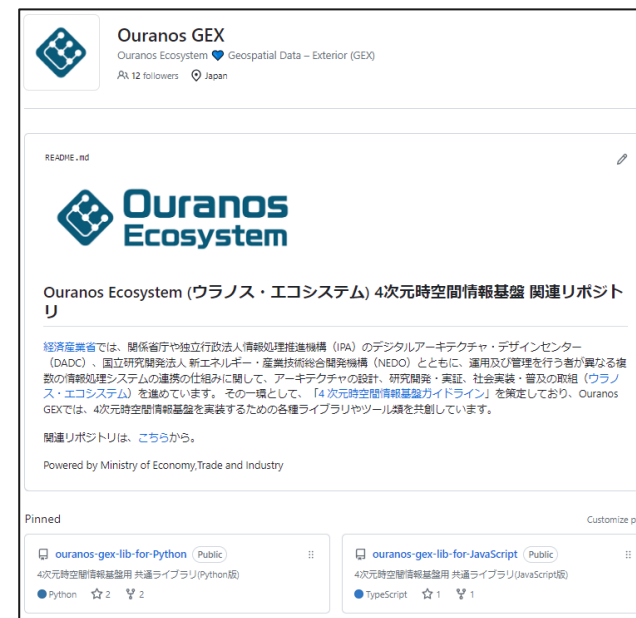 Ouranos GEX
Ouranos Ecosystem 💙 Geospatial Data – Exterior (GEX)
12 followers Japan
README.md
Ouranos
Ecosystem
Ouranos Ecosystem (ウラノス・エコシステム) 4次元時空間情報基盤 関連リポジト
リ
経済産業省では、関係省庁や独立行政法人情報処理推進機構（IPA）のデジタルアーキテクチャ・デザインセンター
（DADC）、国立研究開発法人 新エネルギー・産業技術総合開発機構（NEDO）とともに、運用及び管理を行う者が異なる複
数の情報処理システムの連携の仕組みに関して、アーキテクチャの設計、研究開発・実証、社会実装・普及の取組（ウラノ
ス・エコシステム）を進めています。 その一環として、「4 次元時空間情報基盤ガイドライン」を策定しており、Ouranos
GEXでは、4次元時空間情報基盤を実装するための各種ライブラリやツール類を共創しています。
関連リポジトリは、こちらから。
Powered by Ministry of Economy,Trade and Industry
Pinned Customize p
ouranos-gex-lib-for-Python Public
4次元時空間情報基盤用 共通ライブラリ(Python版)
Python 2 2
ouranos-gex-lib-for-JavaScript Public
4次元時空間情報基盤用 共通ライブラリ(JavaScript版)
TypeScript 1 1